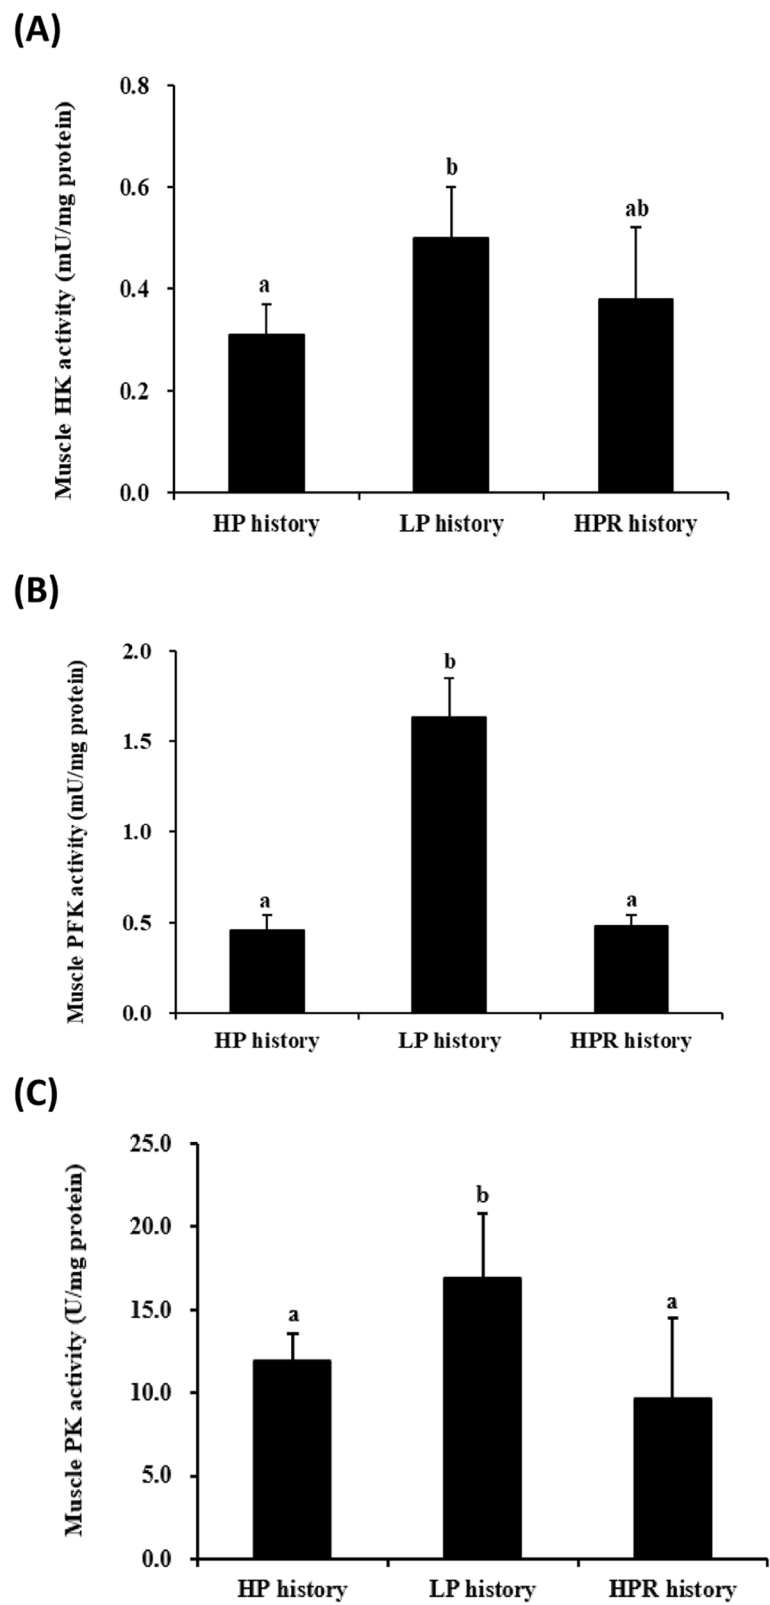 (A)
Muscle HK activity (mU/mg protein)
0.8
0.6
0.4
0.2
0.0
a
b
ab
HP history LP history HPR history
(B)
Muscle PFK activity (mU/mg protein)
2.0
1.5
1.0
0.5
0.0
a
b
a
HP history LP history HPR history
(C)
Muscle PK activity (U/mg protein)
25.0
20.0
15.0
10.0
5.0
0.0
a
b
a
HP history LP history HPR history